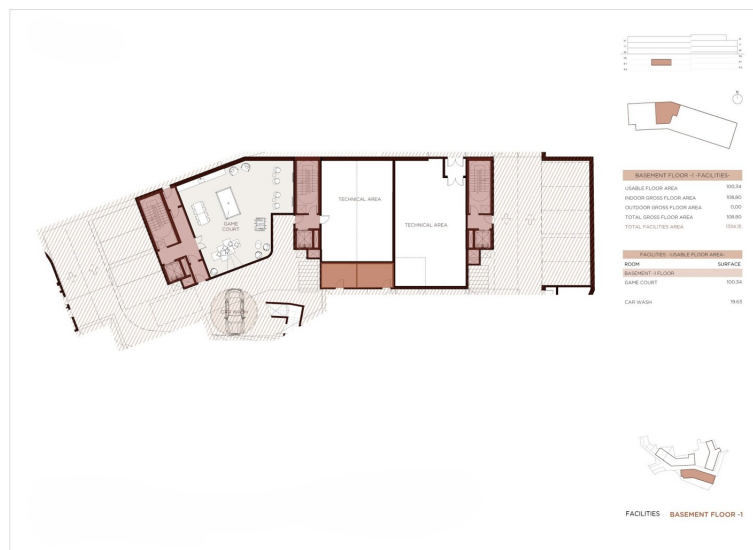 N
BASEMENT FLOOR -1 -FACILITIES-
USABLE FLOOR AREA 100,34
INDOOR GROSS FLOOR AREA 108,80
OUTDOOR GROSS FLOOR AREA 0,00
TOTAL GROSS FLOOR AREA 108,80
TOTAL FACILITIES AREA
FACILITIES -USABLE FLOOR AREA-
ROOM SURFACE
BASEMENT -1 FLOOR
GAME COURT 100,34
CAR WASH 19,63
TECHNICAL AREA
GAME
COURT
TECHNICAL AREA
CAR WASH
FACILITIES BASEMENT FLOOR -1